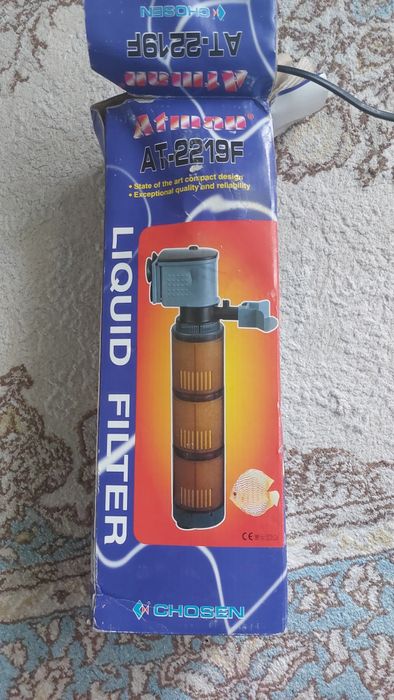 CHOSEN
AT-2219F
Atman
Atman®
AT-2219F
• State of the art compact design
• Exceptional quality and reliability
LIQUID FILTER
CE
CHOSEN